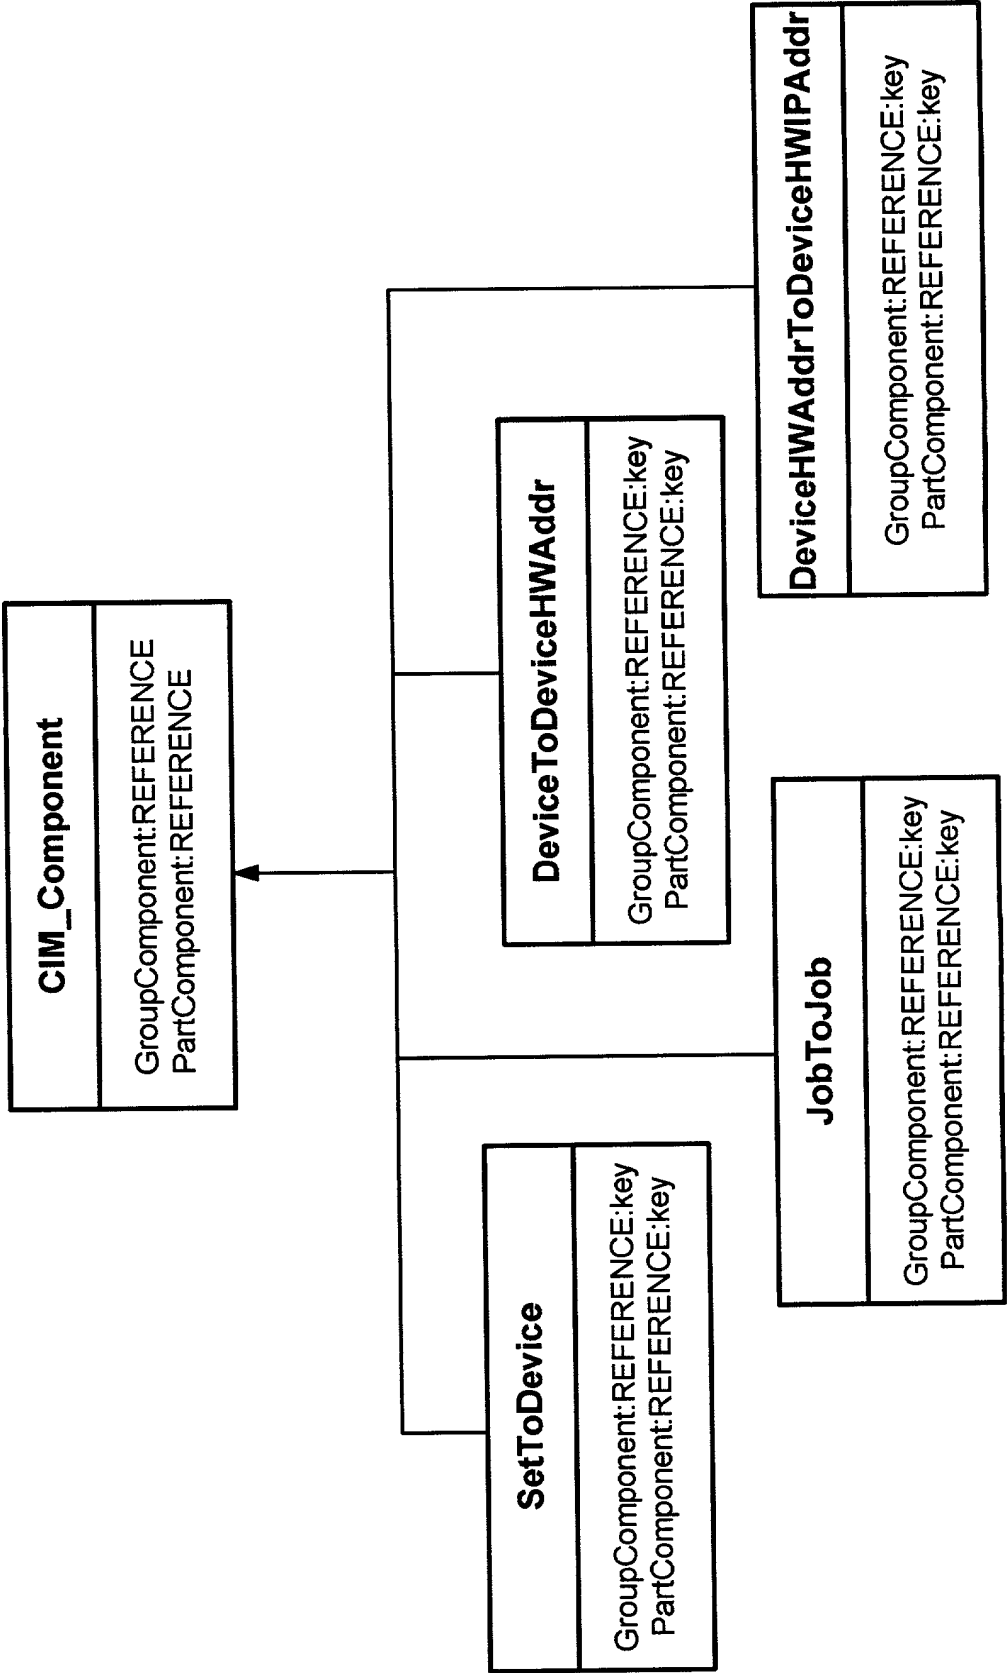 CIM_Component
GroupComponent:REFERENCE
PartComponent:REFERENCE
SetToDevice
GroupComponent:REFERENCE:key
PartComponent:REFERENCE:key
DeviceToDeviceHWAddr
GroupComponent:REFERENCE:key
PartComponent:REFERENCE:key
JobToJob
GroupComponent:REFERENCE:key
PartComponent:REFERENCE:key
DeviceHWAddrToDeviceHWIPAddr
GroupComponent:REFERENCE:key
PartComponent:REFERENCE:key